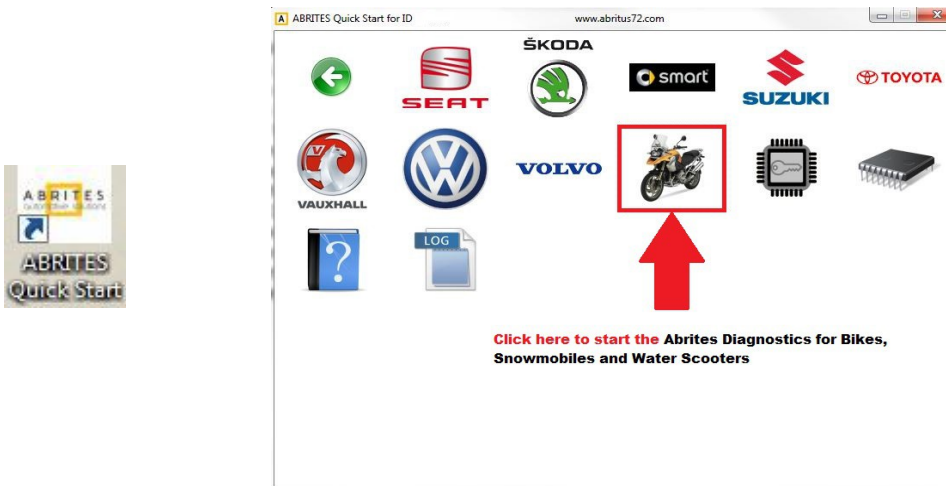 ABRITES Quick Start for ID
www.abritus72.com
SEAT
ŠKODA
smart
SUZUKI
TOYOTA
VAUXHALL
VOLVO
LOG
?
Click here to start the Abrites Diagnostics for Bikes,
Snowmobiles and Water Scooters
ABRITES
ABRITES
Quick Start